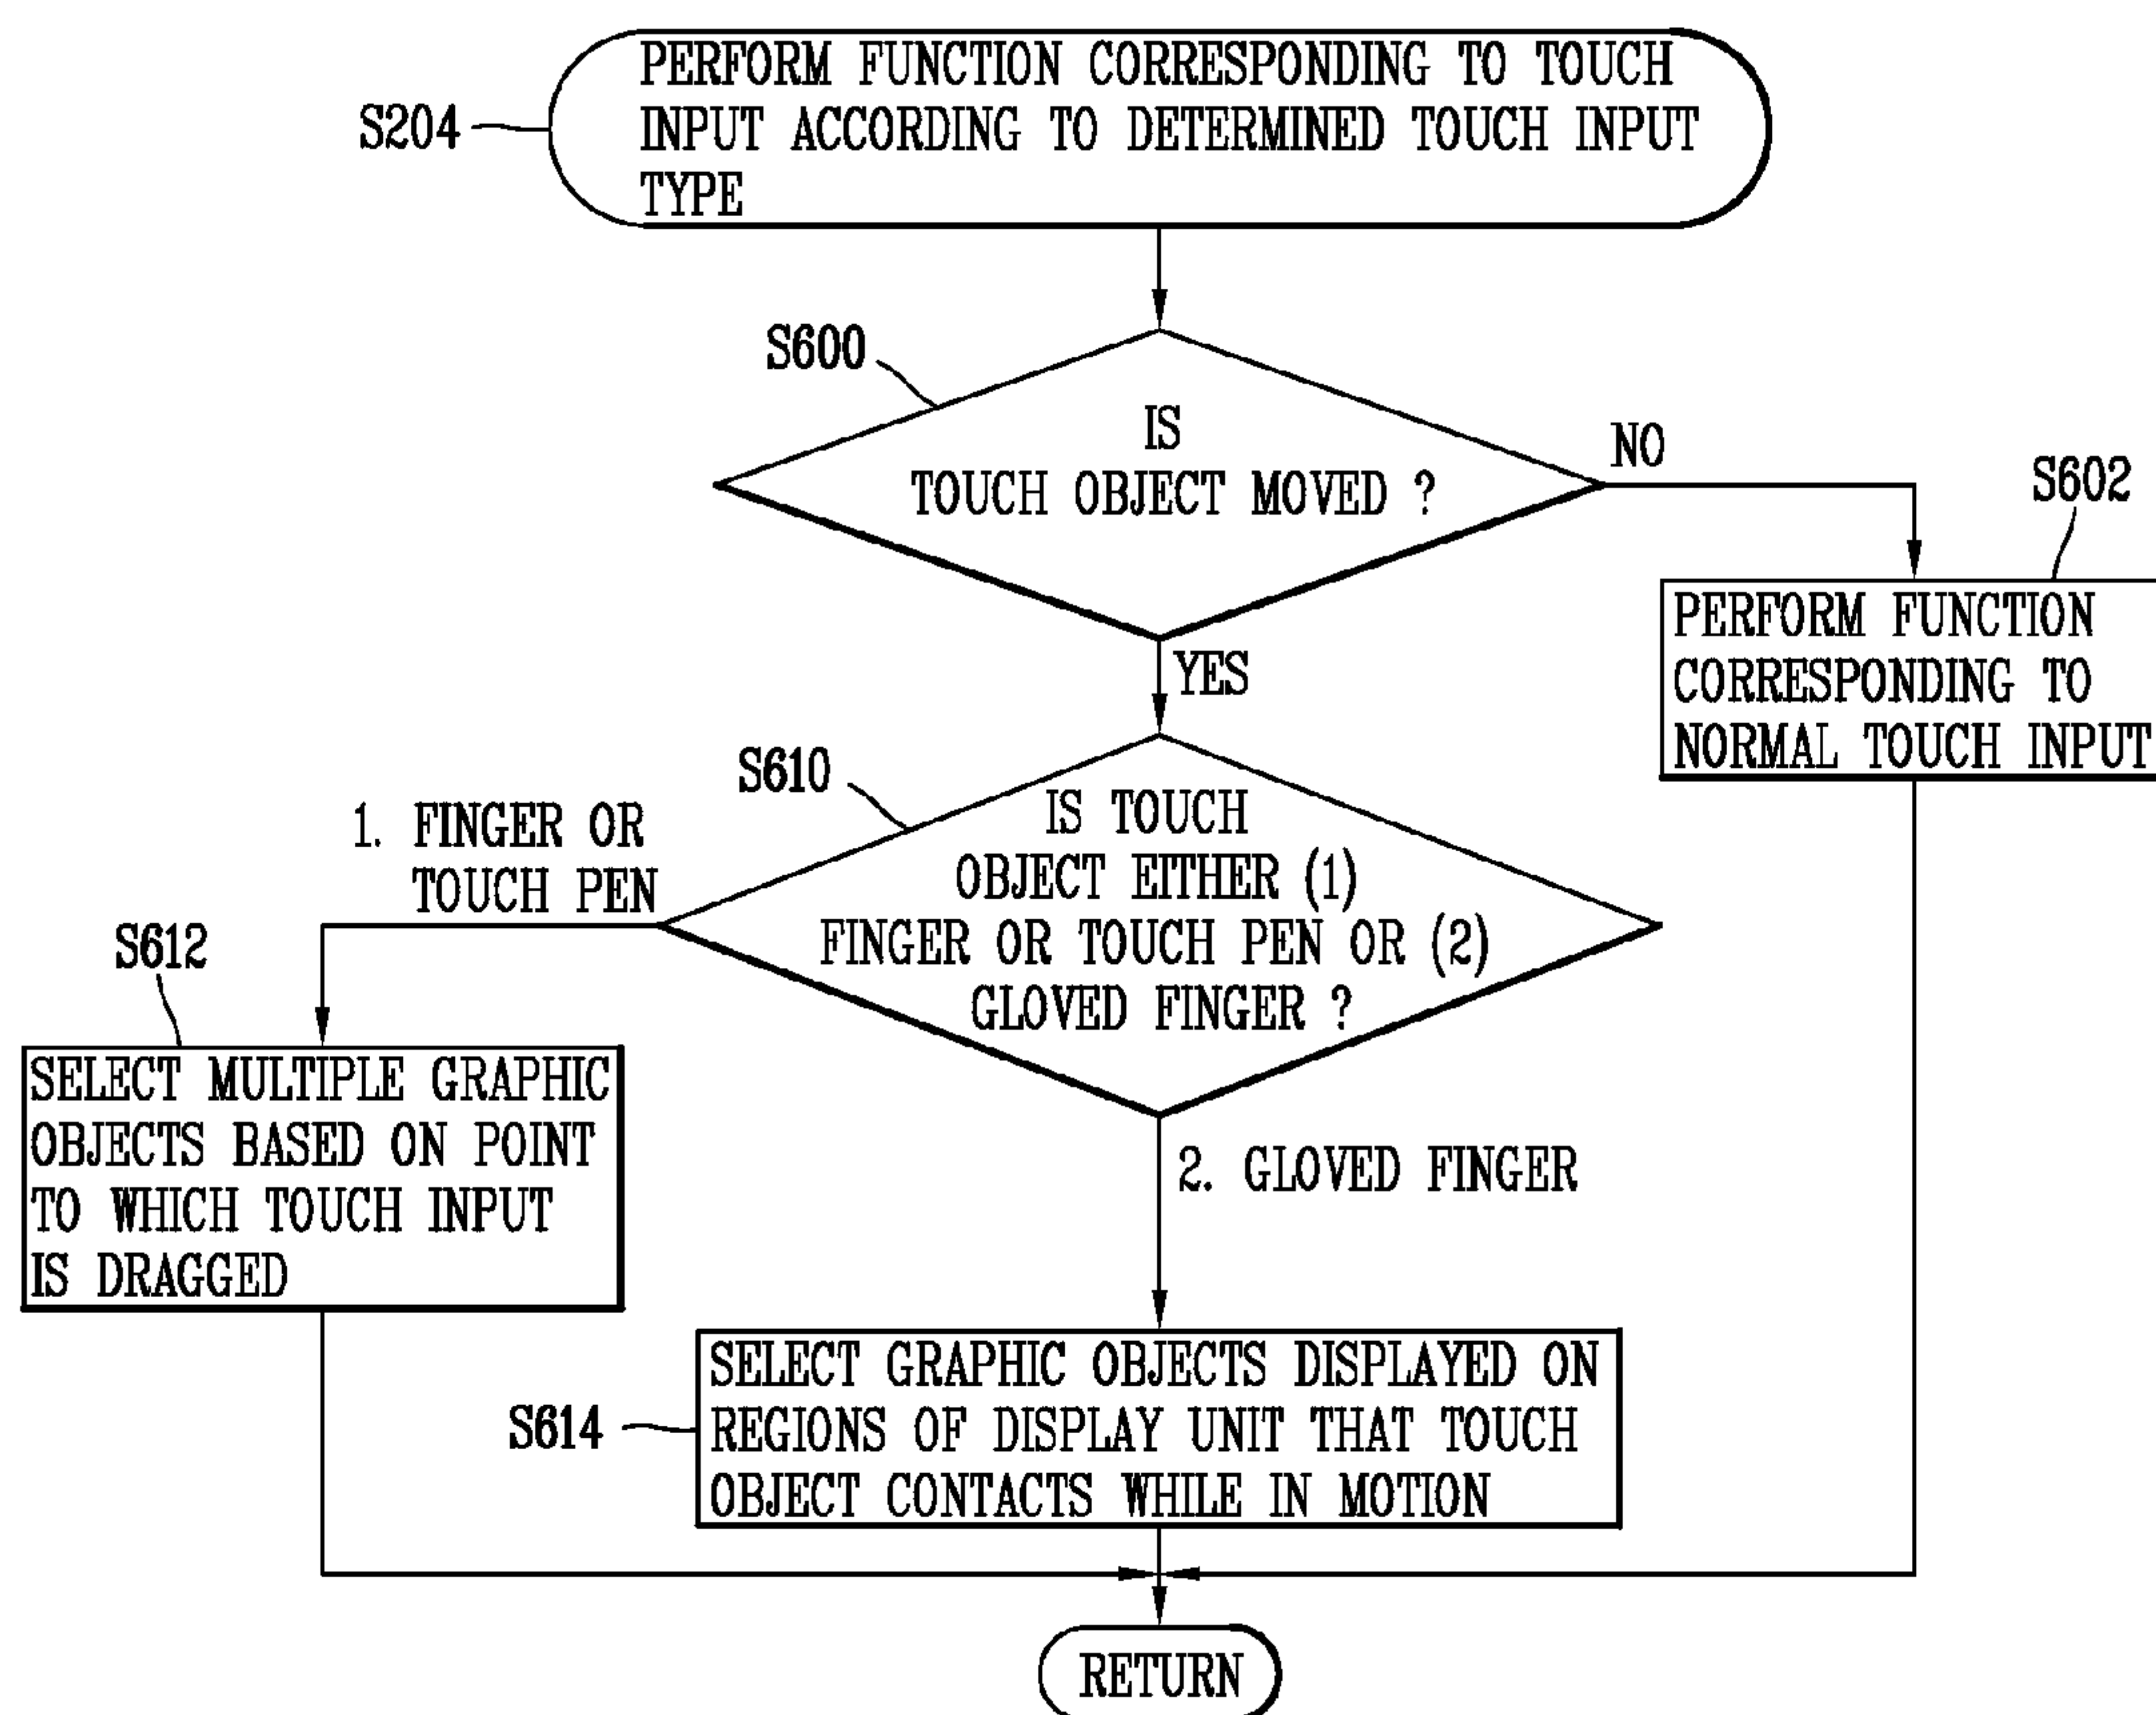 PERFORM FUNCTION CORRESPONDING TO TOUCH
INPUT ACCORDING TO DETERMINED TOUCH INPUT
TYPE
S204
S600
IS
TOUCH OBJECT MOVED ?
NO
S602
PERFORM FUNCTION
CORRESPONDING TO
NORMAL TOUCH INPUT
YES
S610
IS TOUCH
OBJECT EITHER (1)
FINGER OR TOUCH PEN OR (2)
GLOVED FINGER ?
1. FINGER OR
TOUCH PEN
S612
SELECT MULTIPLE GRAPHIC
OBJECTS BASED ON POINT
TO WHICH TOUCH INPUT
IS DRAGGED
2. GLOVED FINGER
S614
SELECT GRAPHIC OBJECTS DISPLAYED ON
REGIONS OF DISPLAY UNIT THAT TOUCH
OBJECT CONTACTS WHILE IN MOTION
RETURN